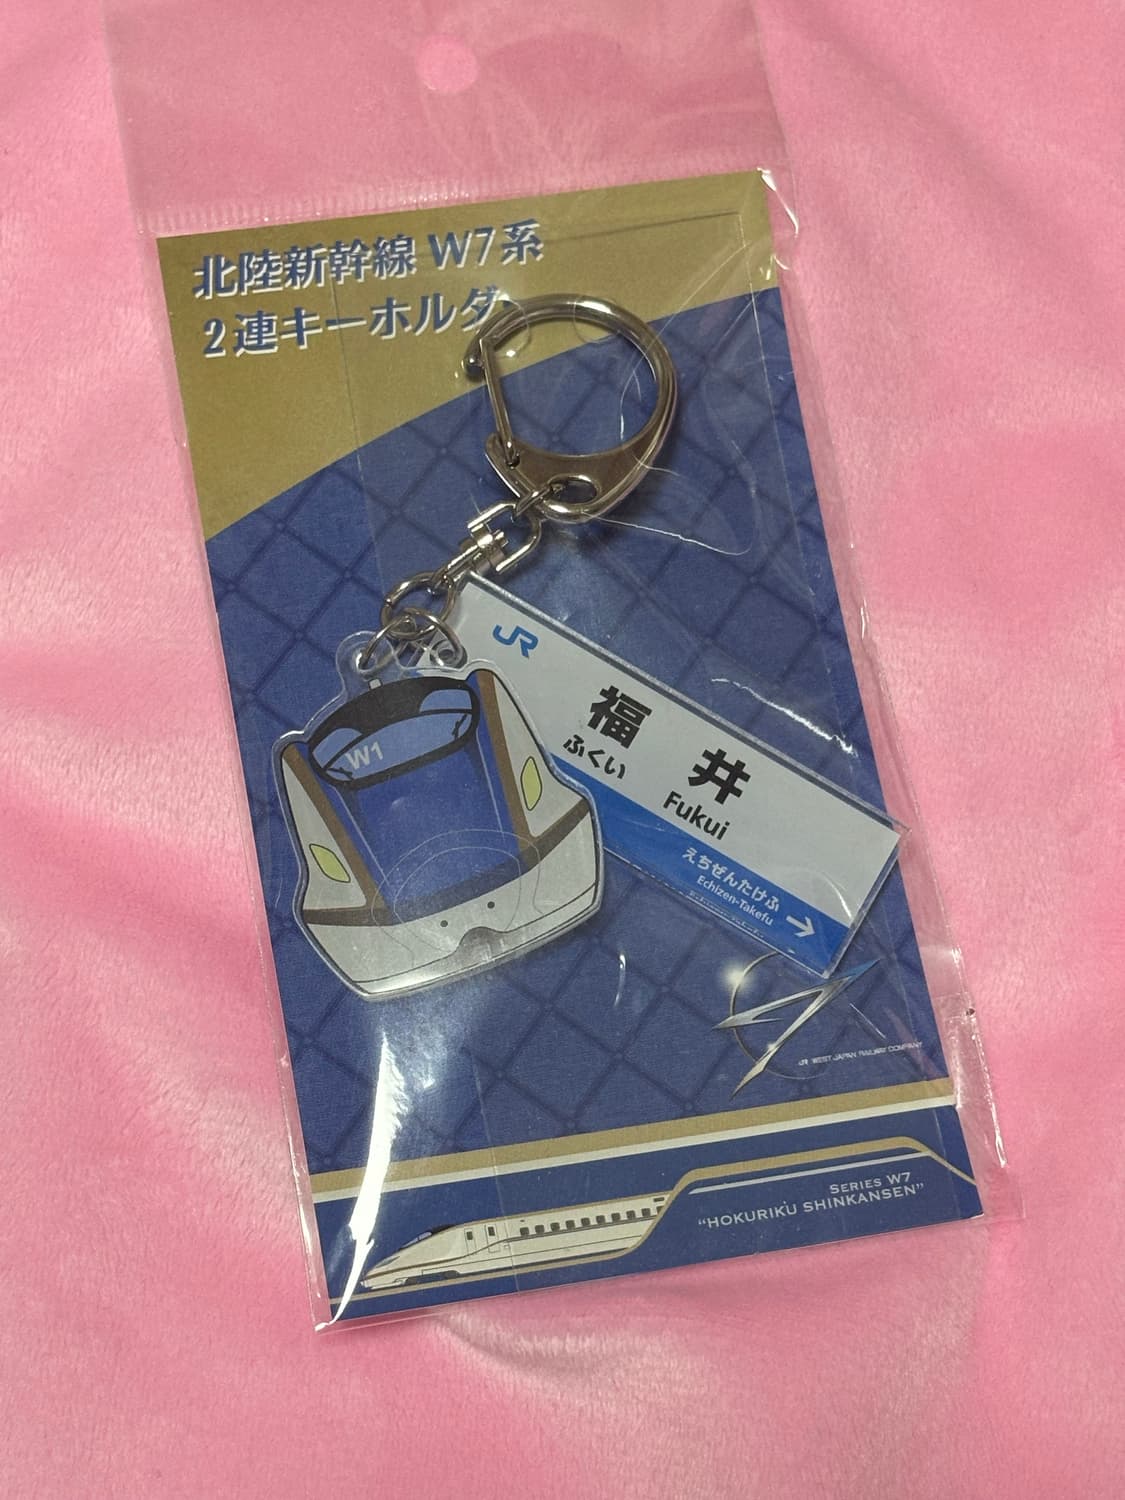 北陸新幹線 W7系
2連キーホルダー
JR
福井
ふくい
Fukui
えちぜんたけふ
Echizen-Takefu
→
W1
JR WEST JAPAN RAILWAY COMPANY
SERIES W7
“HOKURIKU SHINKANSEN”